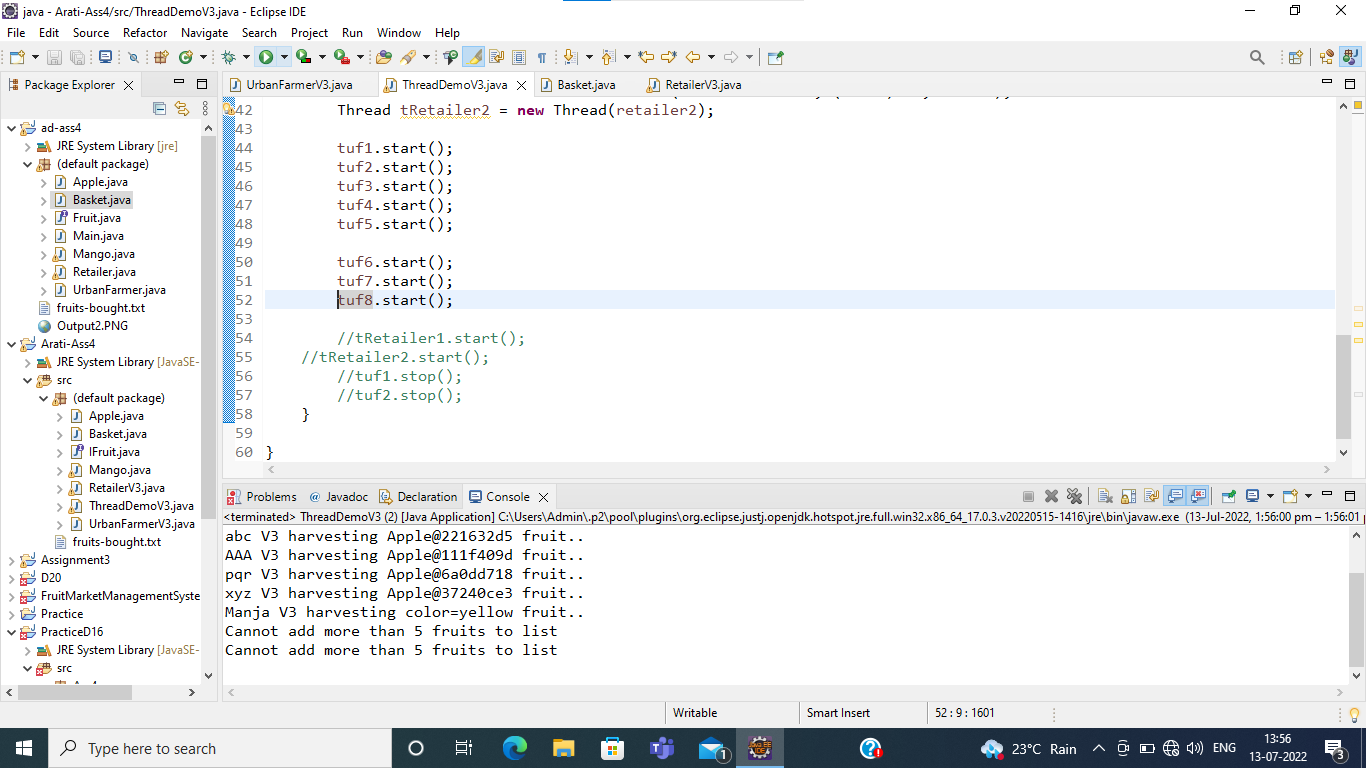 java - Arati-Ass4/src/ThreadDemoV3.java - Eclipse IDE
File Edit Source Refactor Navigate Search Project Run Window Help
Package Explorer
ad-ass4
JRE System Library [jre]
(default package)
Apple.java
Basket.java
Fruit.java
Main.java
Mango.java
Retailer.java
UrbanFarmer.java
fruits-bought.txt
Output2.PNG
Arati-Ass4
JRE System Library [JavaSE-
src
(default package)
Apple.java
Basket.java
IFruit.java
Mango.java
RetailerV3.java
ThreadDemoV3.java
UrbanFarmerV3.java
fruits-bought.txt
Assignment3
D20
FruitMarketManagementSyste
Practice
PracticeD16
JRE System Library [JavaSE-
src
UrbanFarmerV3.java ThreadDemoV3.java Basket.java RetailerV3.java
42 Thread tRetailer2 = new Thread(retailer2);
43
44 tuf1.start();
45 tuf2.start();
46 tuf3.start();
47 tuf4.start();
48 tuf5.start();
49
50 tuf6.start();
51 tuf7.start();
52 tuf8.start();
53
54 //tRetailer1.start();
55 //tRetailer2.start();
56 //tuf1.stop();
57 //tuf2.stop();
58 }
59
60 }
Problems @ Javadoc Declaration Console
<terminated> ThreadDemoV3 (2) [Java Application] C:\Users\Admin\.p2\pool\plugins\org.eclipse.justj.openjdk.hotspot.jre.full.win32.x86_64_17.0.3.v20220515-1416\jre\bin\javaw.exe (13-Jul-2022, 1:56:00 pm – 1:56:01 p
abc V3 harvesting Apple@221632d5 fruit..
AAA V3 harvesting Apple@111f409d fruit..
pqr V3 harvesting Apple@6a0dd718 fruit..
xyz V3 harvesting Apple@37240ce3 fruit..
Manja V3 harvesting color=yellow fruit..
Cannot add more than 5 fruits to list
Cannot add more than 5 fruits to list
Writable Smart Insert 52 : 9 : 1601
Type here to search
1
23°C Rain
ENG
13:56
13-07-2022
3